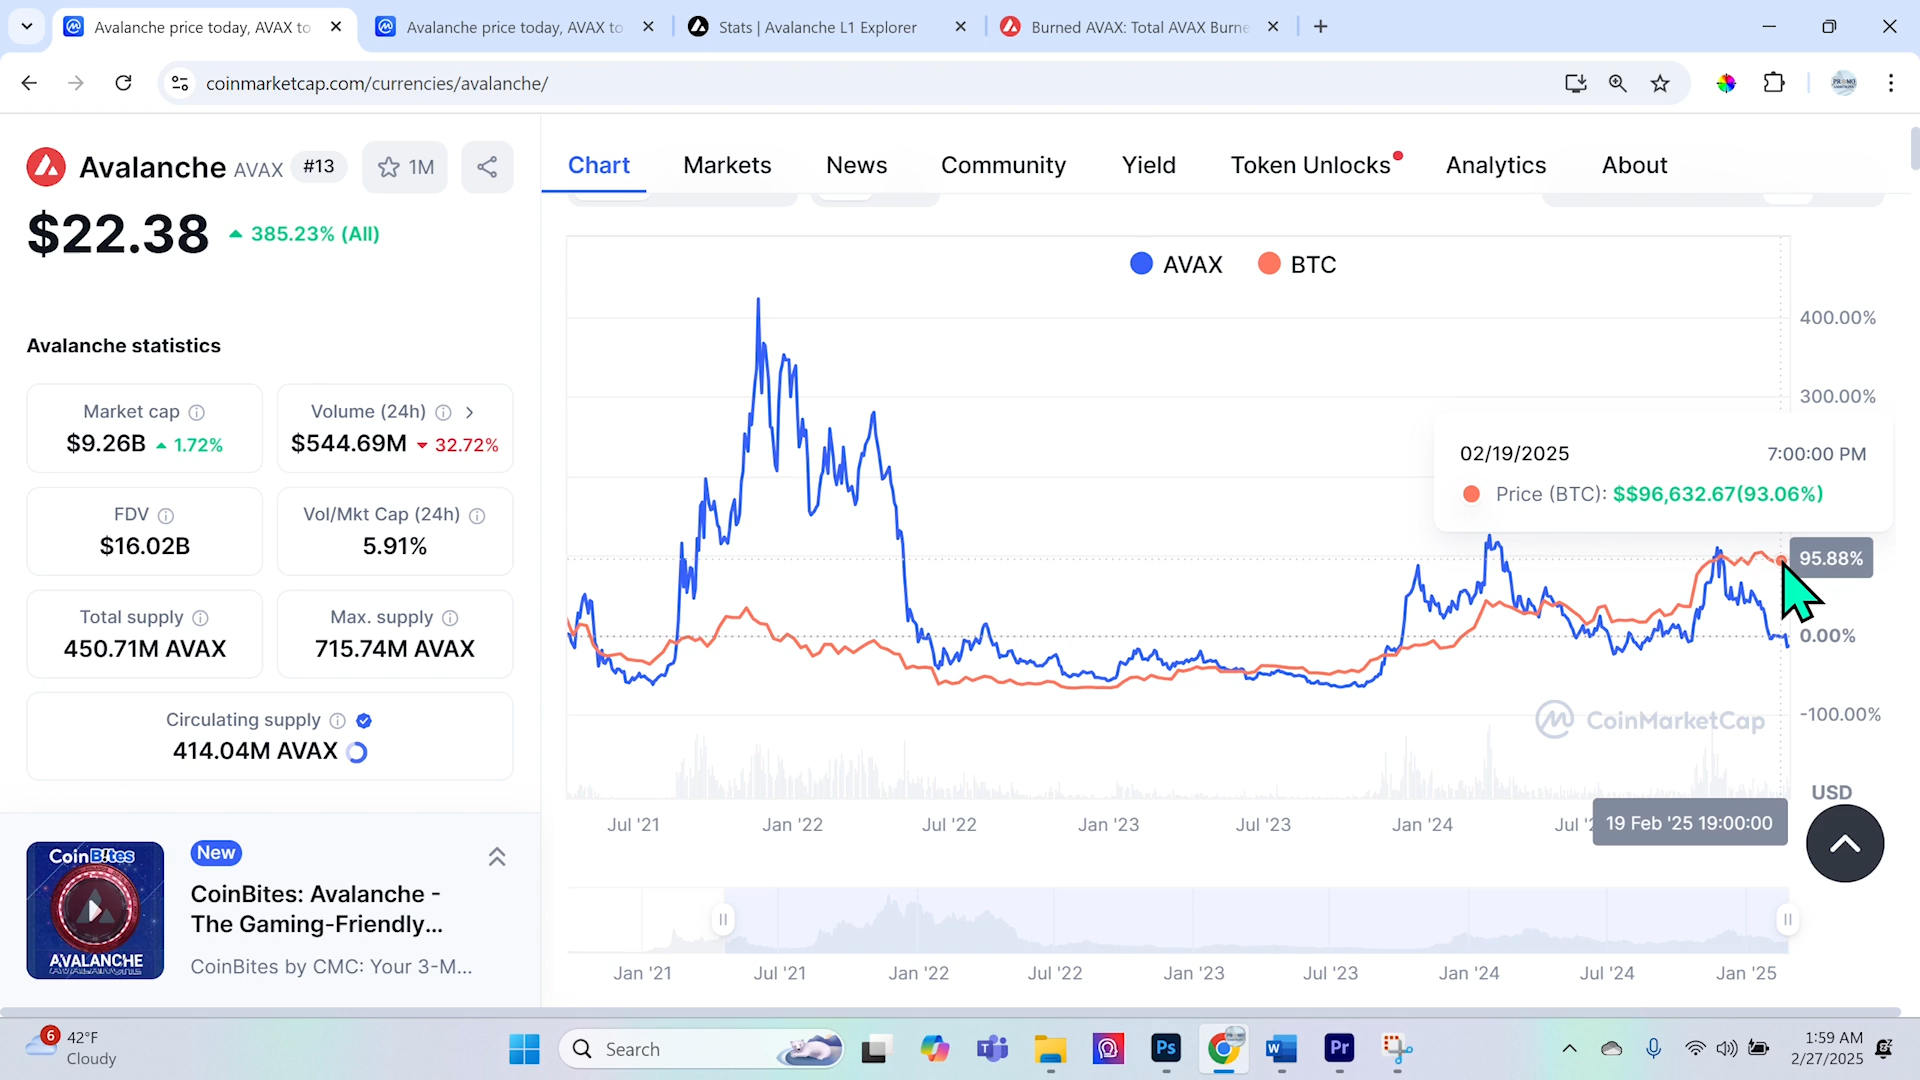 Avalanche price today, AVAX to
Avalanche price today, AVAX to
Stats | Avalanche L1 Explorer
Burned AVAX: Total AVAX Burne
coinmarketcap.com/currencies/avalanche/
Avalanche AVAX #13
1M
$22.38
385.23% (All)
Avalanche statistics
Market cap
$9.26B 1.72%
Volume (24h)
$544.69M 32.72%
FDV
$16.02B
Vol/Mkt Cap (24h)
5.91%
Total supply
450.71M AVAX
Max. supply
715.74M AVAX
Circulating supply
414.04M AVAX
CoinB!tes
AVALANCHE
New
CoinBites: Avalanche -
The Gaming-Friendly...
CoinBites by CMC: Your 3-M...
Chart Markets News Community Yield Token Unlocks Analytics About
AVAX BTC
400.00%
300.00%
02/19/2025 7:00:00 PM
Price (BTC): $$96,632.67(93.06%)
95.88%
0.00%
-100.00%
CoinMarketCap
USD
Jul '21 Jan '22 Jul '22 Jan '23 Jul '23 Jan '24 Jul '2
19 Feb '25 19:00:00
Jan '21 Jul '21 Jan '22 Jul '22 Jan '23 Jul '23 Jan '24 Jul '24 Jan '25
6
42°F
Cloudy
Search
Ps
W
Pr
1:59 AM
2/27/2025